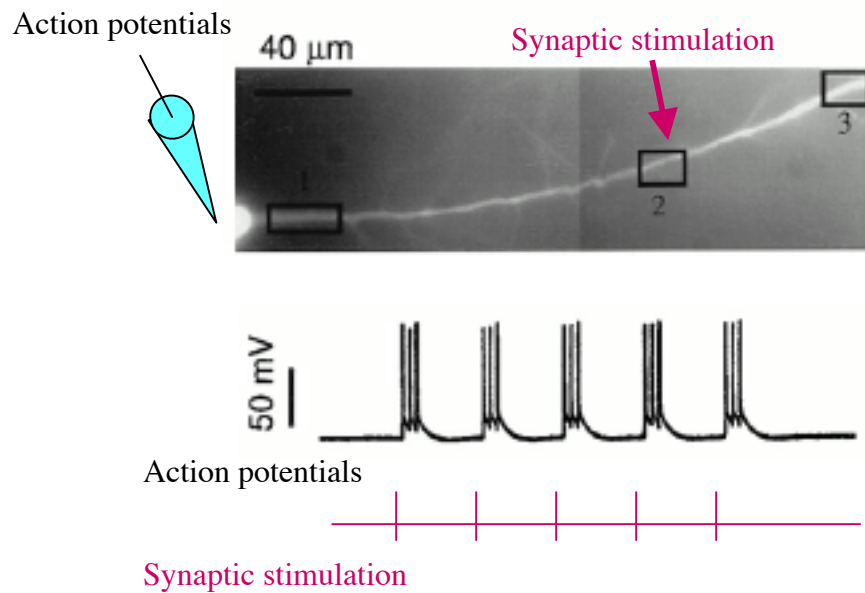 Action potentials
40 μm
Synaptic stimulation
1
2
3
50 mV
Action potentials
Synaptic stimulation